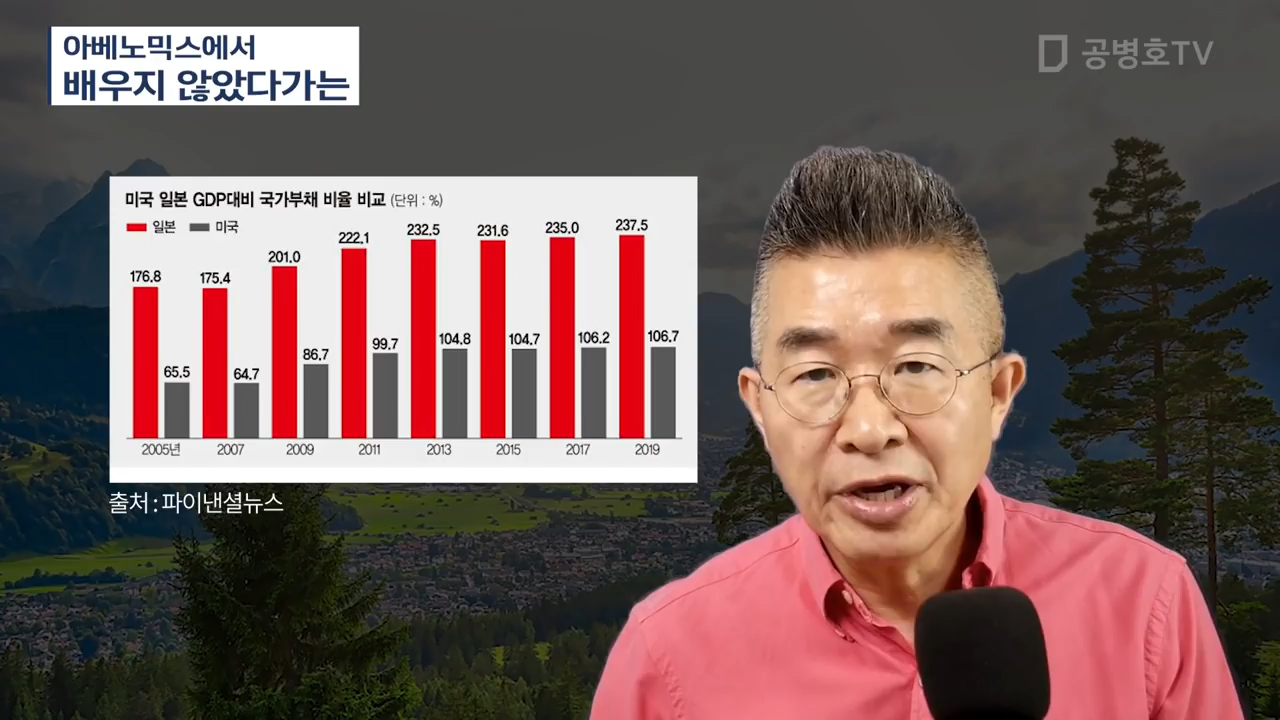 아베노믹스에서
배우지 않았다가는
공병호TV
미국 일본 GDP대비 국가부채 비율 비교 (단위 : %)
일본 미국
176.8 175.4 201.0 222.1 232.5 231.6 235.0 237.5
65.5 64.7 86.7 99.7 104.8 104.7 106.2 106.7
2005년 2007 2009 2011 2013 2015 2017 2019
출처 : 파이낸셜뉴스